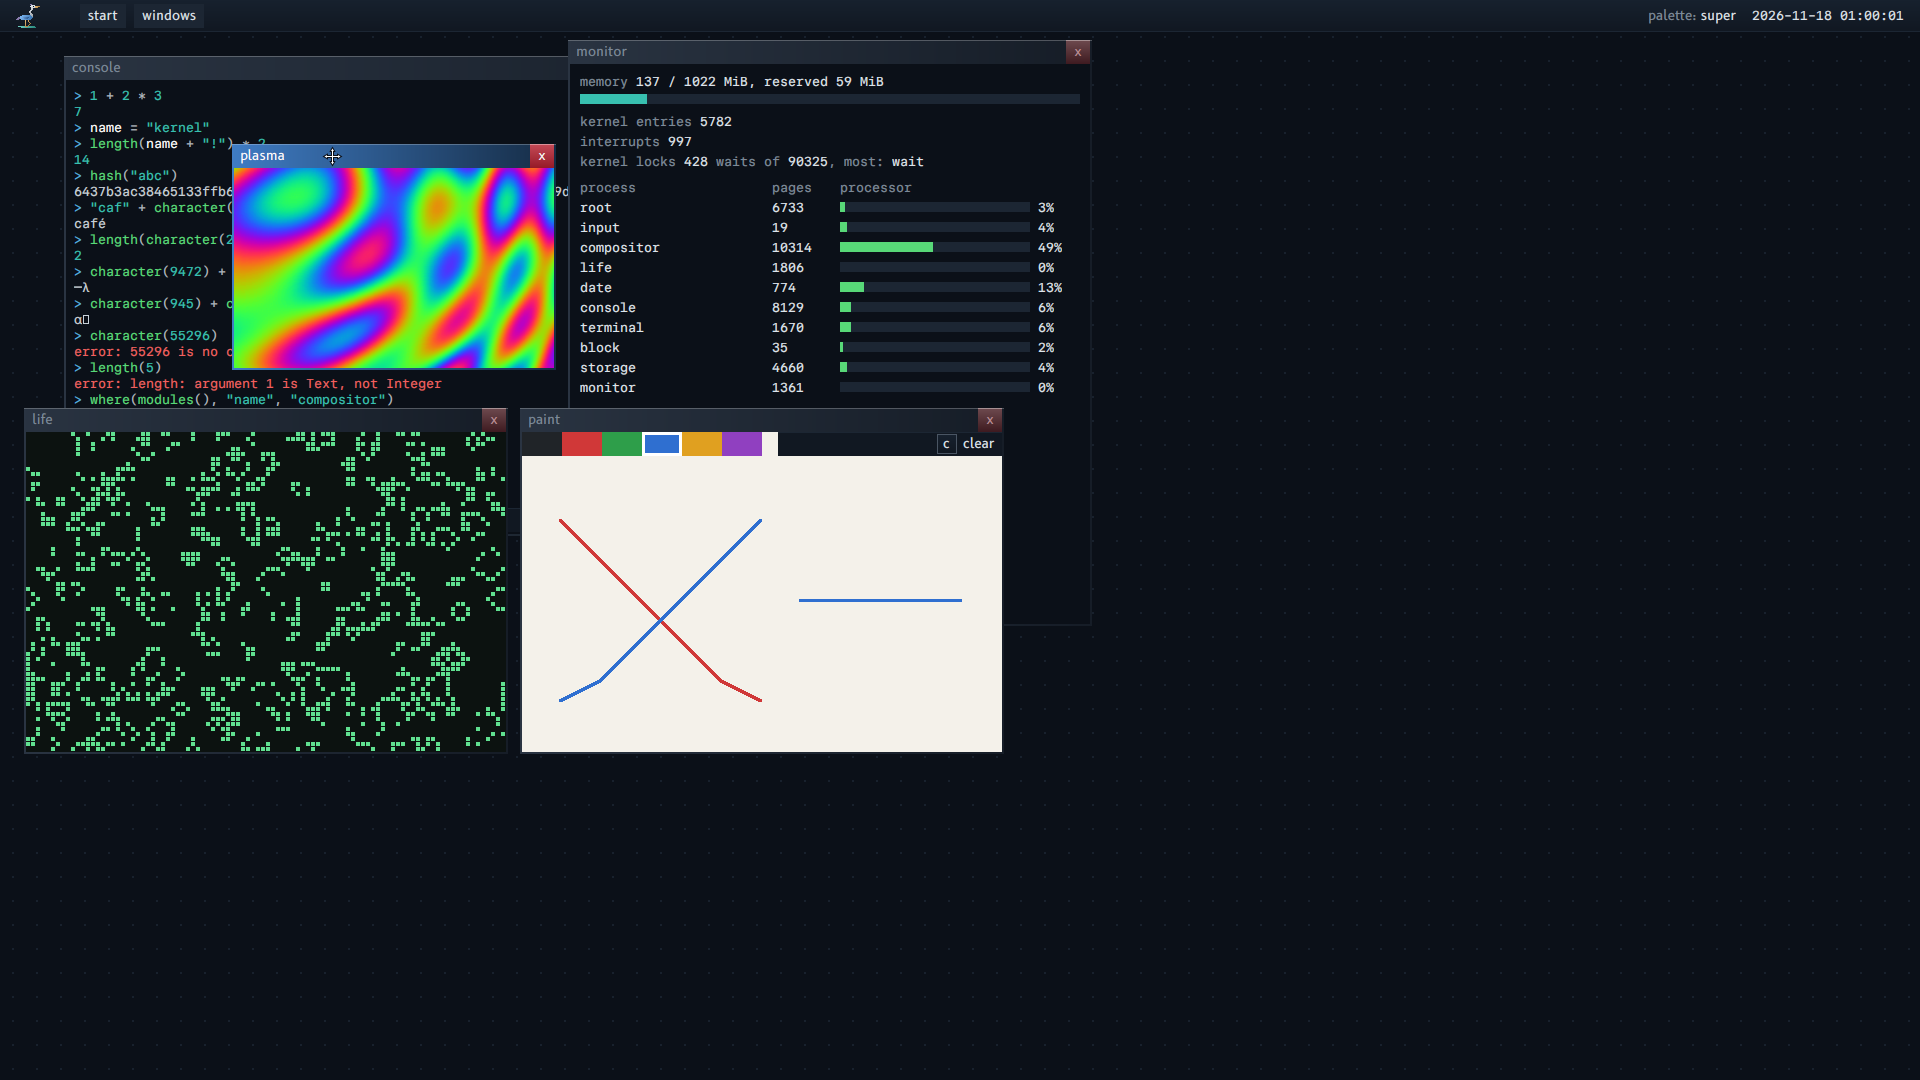 start windows palette: super 2026-11-18 01:00:01
console
> 1 + 2 * 3
7
> name = "kernel"
> length(name + "!") * 2
14
> hash("abc")
6437b3ac38465133ffb6
> "caf" + character(
café
> length(character(2
2
> character(9472) +
─λ
> character(945) +
α
> character(55296)
error: 55296 is no
> length(5)
error: length: argument 1 is Text, not Integer
> where(modules(), "name", "compositor")
plasma x
monitor x
memory 137 / 1022 MiB, reserved 59 MiB
kernel entries 5782
interrupts 997
kernel locks 428 waits of 90325, most: wait
process pages processor
root 6733 3%
input 19 4%
compositor 10314 49%
life 1806 0%
date 774 13%
console 8129 6%
terminal 1670 6%
block 35 2%
storage 4660 4%
monitor 1361 0%
life x
paint x
c clear